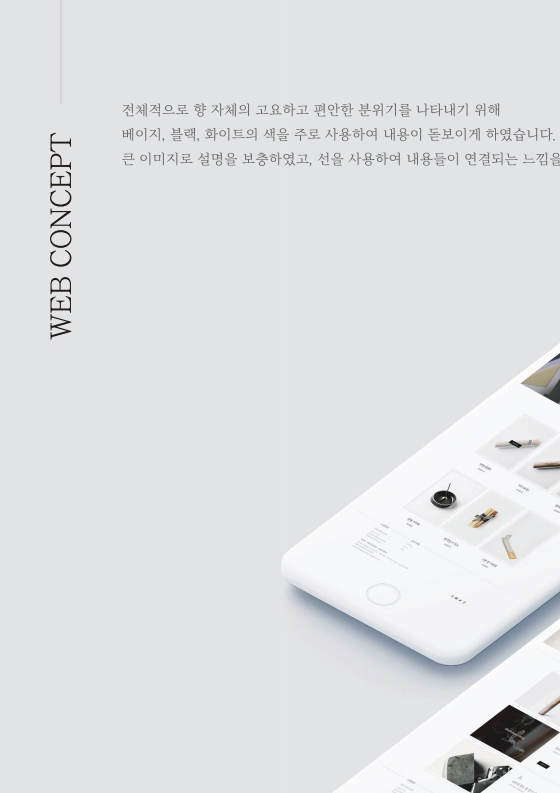 WEB CONCEPT
전체적으로 향 자체의 고요하고 편안한 분위기를 나타내기 위해
베이지, 블랙, 화이트의 색을 주로 사용하여 내용이 돋보이게 하였습니다.
큰 이미지로 설명을 보충하였고, 선을 사용하여 내용들이 연결되는 느낌을